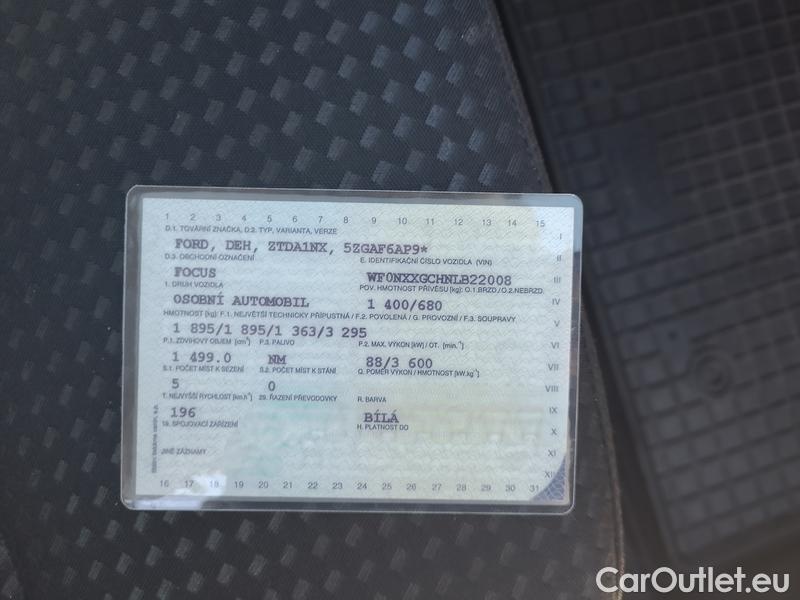 1 2 3 4 5 6 7 8 9 10 11 12 13 14 15
D.1. TOVÁRNÍ ZNAČKA, D.2. TYP, VARIANTA, VERZE
I
FORD, DEH, ZTDA1NX, 5ZGAF6AP9*
D.3. OBCHODNÍ OZNAČENÍ E. IDENTIFIKAČNÍ ČÍSLO VOZIDLA (VIN)
II
FOCUS WF0NXXGCHNLB22008
III
1. DRUH VOZIDLA POV. HMOTNOST PŘÍVĚSU [kg]: O.1.BRZD./O.2.NEBRZD.
OSOBNÍ AUTOMOBIL 1 400/680
IV
HMOTNOST [kg]: F.1. NEJVĚTŠÍ TECHNICKY PŘÍPUSTNÁ / F.2. POVOLENÁ / G. PROVOZNÍ / F.3. SOUPRAVY
V
1 895/1 895/1 363/3 295
P.1. ZDVIHOVÝ OBJEM [cm³] P.3. PALIVO P.2. MAX. VÝKON [kW] / OT. [min.⁻¹]
VI
1 499.0 NM 88/3 600
VII
S.1. POČET MÍST K SEZENÍ S.2. POČET MÍST K STÁNÍ Q. POMĚR VÝKON / HMOTNOST [kW.kg⁻¹]
5 0
VIII
T. NEJVYŠŠÍ RYCHLOST [km.h⁻¹] 29. ŘAZENÍ PŘEVODOVKY R. BARVA
196 BÍLÁ
IX
18. SPOJOVACÍ ZAŘÍZENÍ H. PLATNOST DO
X
JINÉ ZÁZNAMY
XI
XII
16 17 18 19 20 21 22 23 24 25 26 27 28 29 30 31
CarOutlet.eu